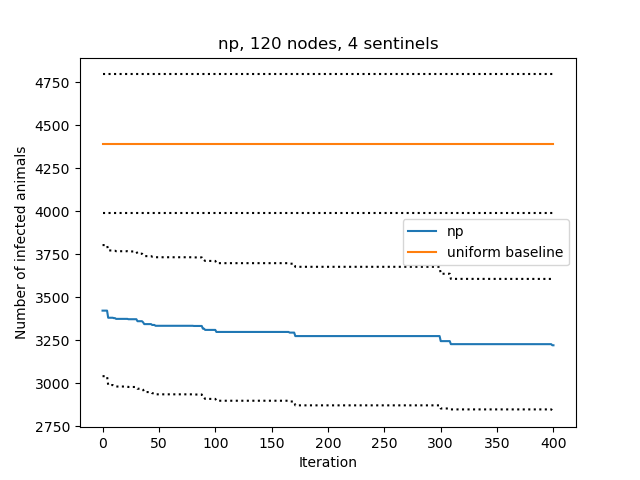 np, 120 nodes, 4 sentinels
Number of infected animals
4750
4500
4250
4000
3750
3500
3250
3000
2750
np
uniform baseline
0 50 100 150 200 250 300 350 400
Iteration